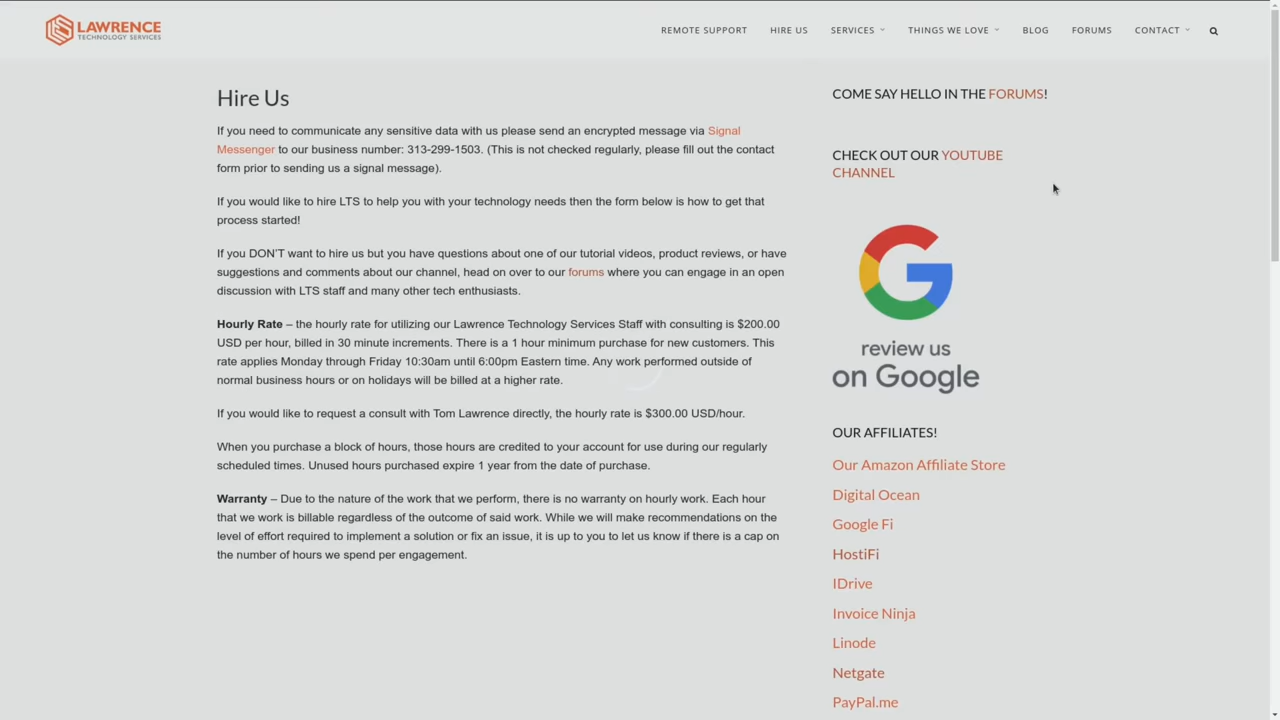 LAWRENCE
TECHNOLOGY SERVICES
REMOTE SUPPORT
HIRE US
SERVICES
THINGS WE LOVE
BLOG
FORUMS
CONTACT
Hire Us
If you need to communicate any sensitive data with us please send an encrypted message via Signal
Messenger to our business number: 313-299-1503. (This is not checked regularly, please fill out the contact
form prior to sending us a signal message).
If you would like to hire LTS to help you with your technology needs then the form below is how to get that
process started!
If you DON'T want to hire us but you have questions about one of our tutorial videos, product reviews, or have
suggestions and comments about our channel, head on over to our forums where you can engage in an open
discussion with LTS staff and many other tech enthusiasts.
Hourly Rate – the hourly rate for utilizing our Lawrence Technology Services Staff with consulting is $200.00
USD per hour, billed in 30 minute increments. There is a 1 hour minimum purchase for new customers. This
rate applies Monday through Friday 10:30am until 6:00pm Eastern time. Any work performed outside of
normal business hours or on holidays will be billed at a higher rate.
If you would like to request a consult with Tom Lawrence directly, the hourly rate is $300.00 USD/hour.
When you purchase a block of hours, those hours are credited to your account for use during our regularly
scheduled times. Unused hours purchased expire 1 year from the date of purchase.
Warranty – Due to the nature of the work that we perform, there is no warranty on hourly work. Each hour
that we work is billable regardless of the outcome of said work. While we will make recommendations on the
level of effort required to implement a solution or fix an issue, it is up to you to let us know if there is a cap on
the number of hours we spend per engagement.
COME SAY HELLO IN THE FORUMS!
CHECK OUT OUR YOUTUBE
CHANNEL
review us
on Google
OUR AFFILIATES!
Our Amazon Affiliate Store
Digital Ocean
Google Fi
HostiFi
IDrive
Invoice Ninja
Linode
Netgate
PayPal.me